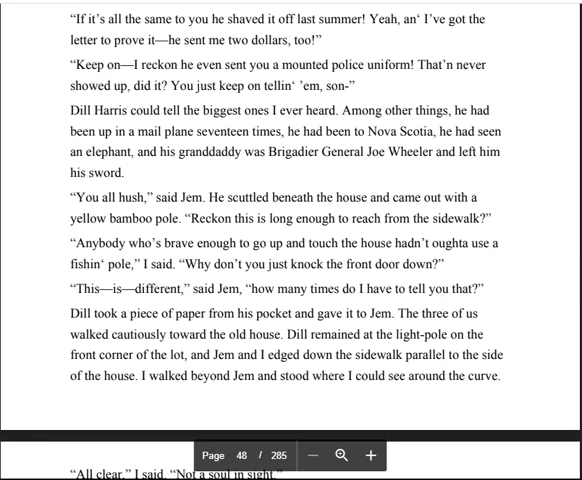 “If it’s all the same to you he shaved it off last summer! Yeah, an‘ I’ve got the
letter to prove it—he sent me two dollars, too!”
“Keep on—I reckon he even sent you a mounted police uniform! That’n never
showed up, did it? You just keep on tellin‘ ’em, son-”
Dill Harris could tell the biggest ones I ever heard. Among other things, he had
been up in a mail plane seventeen times, he had been to Nova Scotia, he had seen
an elephant, and his granddaddy was Brigadier General Joe Wheeler and left him
his sword.
“You all hush,” said Jem. He scuttled beneath the house and came out with a
yellow bamboo pole. “Reckon this is long enough to reach from the sidewalk?”
“Anybody who’s brave enough to go up and touch the house hadn’t oughta use a
fishin‘ pole,” I said. “Why don’t you just knock the front door down?”
“This—is—different,” said Jem, “how many times do I have to tell you that?”
Dill took a piece of paper from his pocket and gave it to Jem. The three of us
walked cautiously toward the old house. Dill remained at the light-pole on the
front corner of the lot, and Jem and I edged down the sidewalk parallel to the side
of the house. I walked beyond Jem and stood where I could see around the curve.
Page 48 / 285
“All clear,” I said. “Not a soul in sight.”